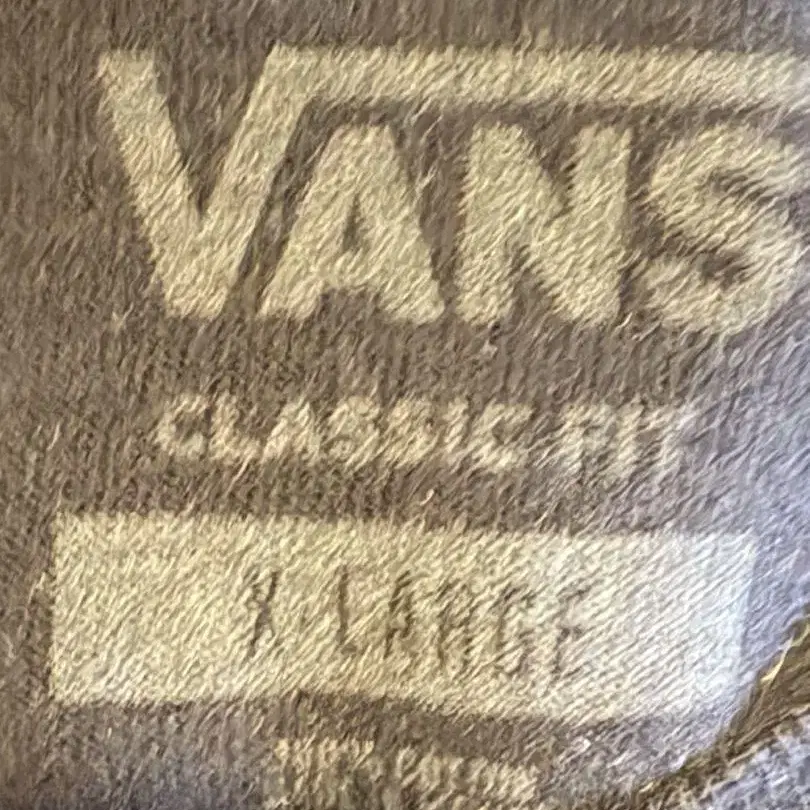 VANS
CLASSIC FIT
X LARGE